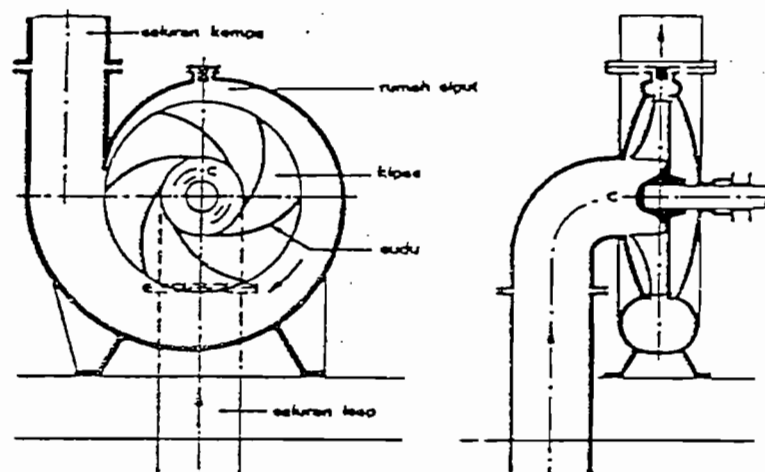 saluran kempa
rumah siput
kipas
sudu
saluran isap
c
c